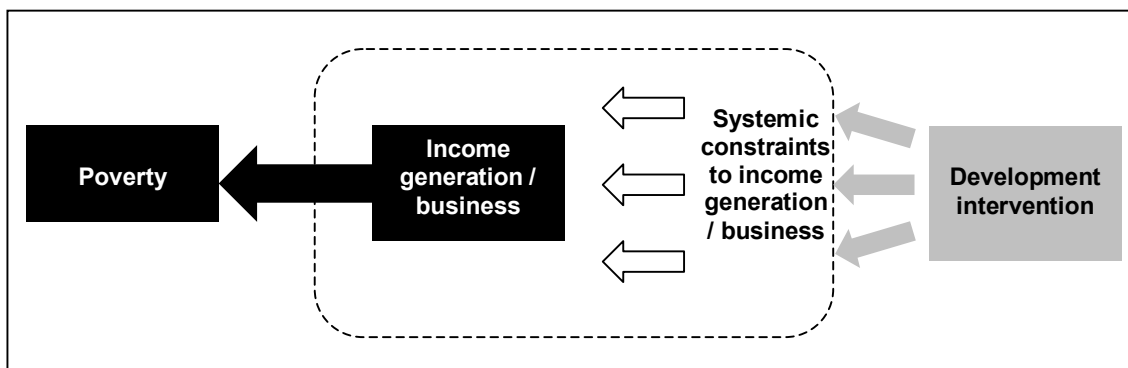 Poverty
Income
generation /
business
Systemic
constraints
to income
generation
/ business
Development
intervention